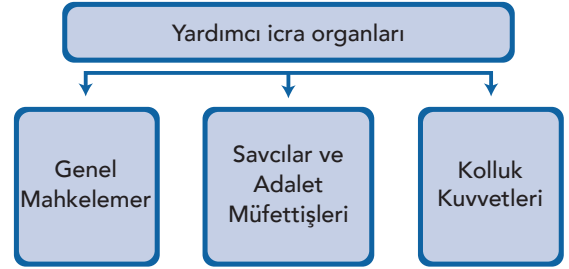 Yardımcı icra organları
Genel
Mahkelemer
Savcılar ve
Adalet
Müfettişleri
Kolluk
Kuvvetleri